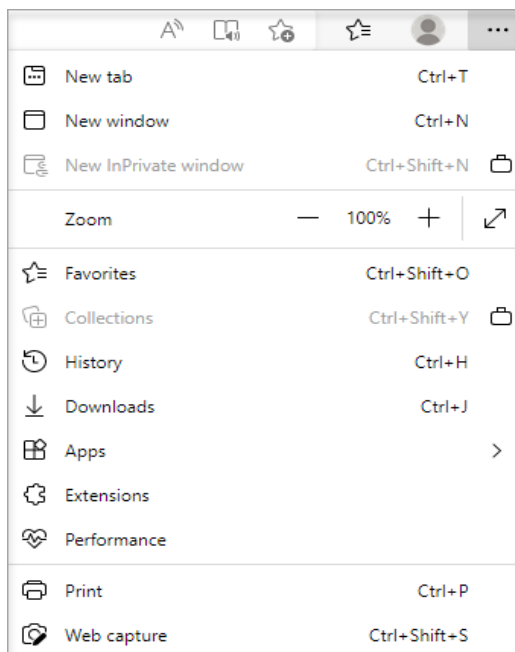 New tab Ctrl+T
New window Ctrl+N
New InPrivate window Ctrl+Shift+N
Zoom — 100% +
Favorites Ctrl+Shift+O
Collections Ctrl+Shift+Y
History Ctrl+H
Downloads Ctrl+J
Apps
Extensions
Performance
Print Ctrl+P
Web capture Ctrl+Shift+S